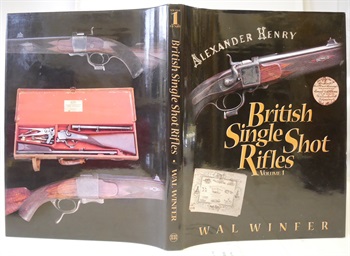 1
British Single Shot Rifles • WAL WINFER
ALEXANDER HENRY
British
Single Shot
Rifles
VOLUME 1
WAL WINFER